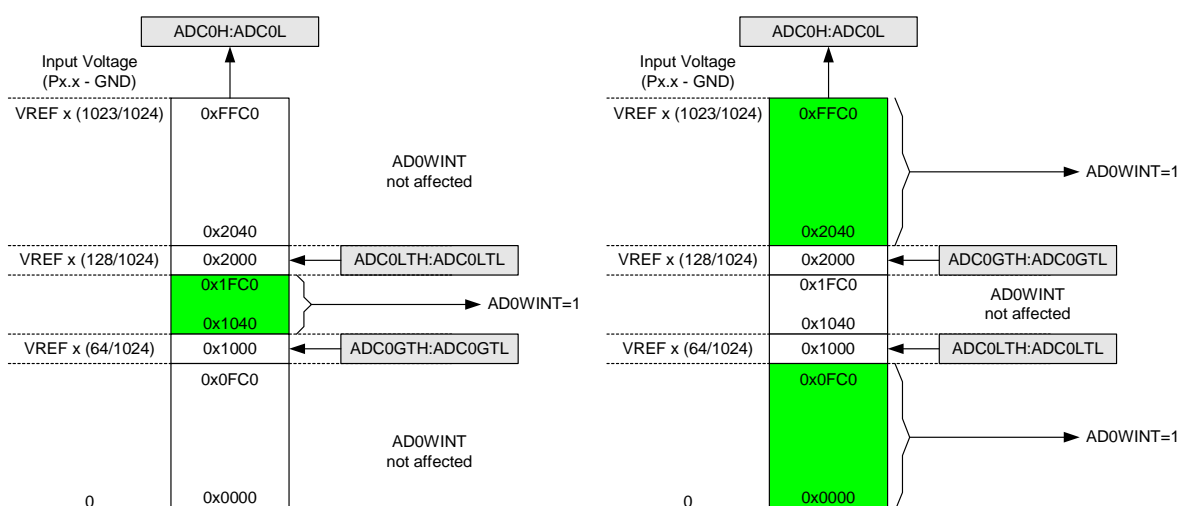 ADC0H:ADC0L
Input Voltage
(Px.x - GND)
VREF x (1023/1024)
0xFFC0
AD0WINT
not affected
0x2040
VREF x (128/1024)
0x2000
ADC0LTH:ADC0LTL
0x1FC0
AD0WINT=1
0x1040
VREF x (64/1024)
0x1000
ADC0GTH:ADC0GTL
0x0FC0
AD0WINT
not affected
0
0x0000
ADC0H:ADC0L
Input Voltage
(Px.x - GND)
VREF x (1023/1024)
0xFFC0
AD0WINT=1
0x2040
VREF x (128/1024)
0x2000
ADC0GTH:ADC0GTL
0x1FC0
AD0WINT
not affected
0x1040
VREF x (64/1024)
0x1000
ADC0LTH:ADC0LTL
0x0FC0
AD0WINT=1
0
0x0000